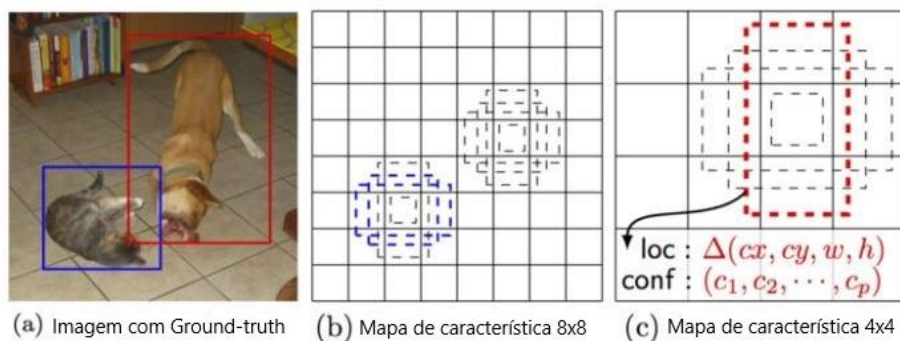 loc : Δ(cx, cy, w, h)
conf : (c₁, c₂, ⋯, cₚ)
(a) Imagem com Ground-truth
(b) Mapa de característica 8x8
(c) Mapa de característica 4x4